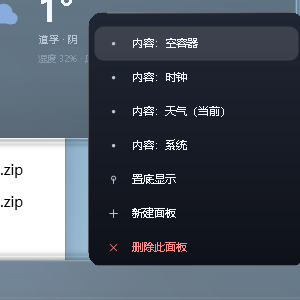 1°
道孚 · 阴
湿度 32% ·
.zip
.zip
内容：空容器
内容：时钟
内容：天气（当前）
内容：系统
置底显示
新建面板
删除此面板